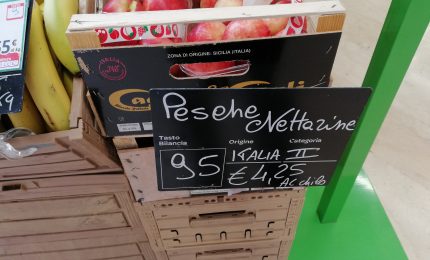 ZONA DI ORIGINE: SICILIA (ITALIA)
Pesche
Nettarine
Tasto Bilancia
Origine
Categoria
95
ITALIA II
€ 4,25
Al chilo